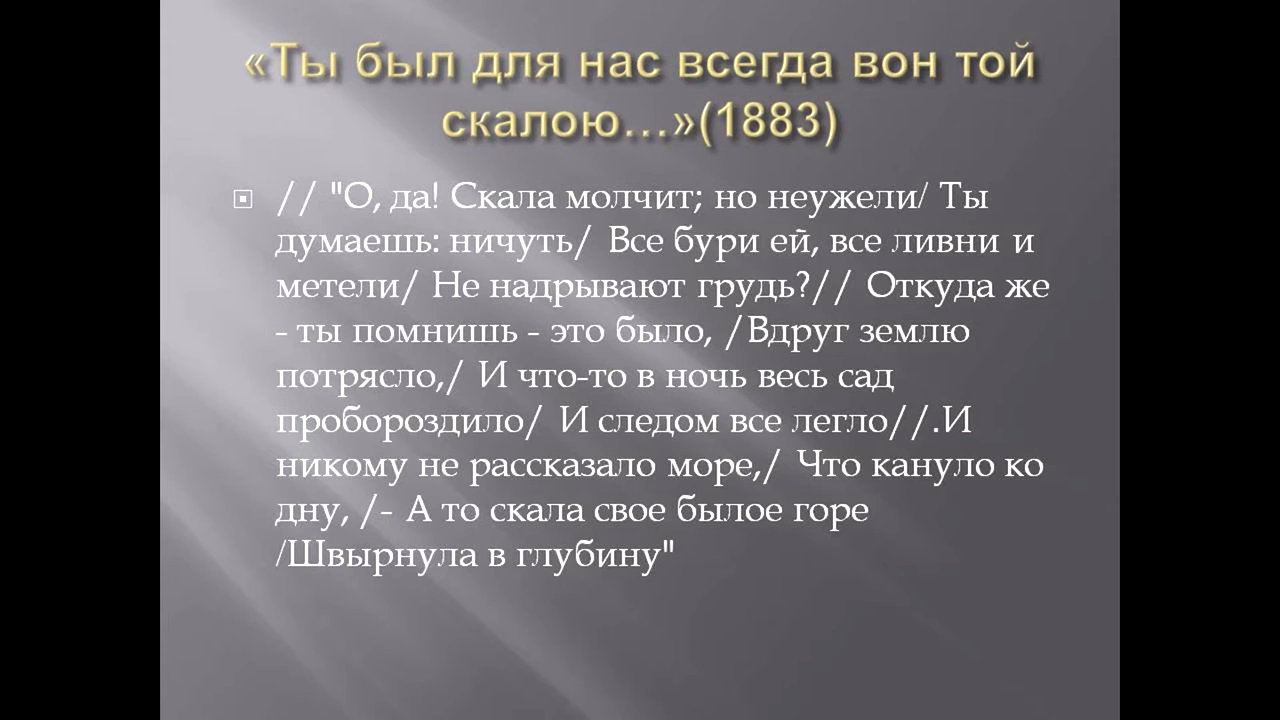 «Ты был для нас всегда вон той
скалою…»(1883)
// "О, да! Скала молчит; но неужели/ Ты
думаешь: ничуть/ Все бури ей, все ливни и
метели/ Не надрывают грудь?// Откуда же
- ты помнишь - это было, /Вдруг землю
потрясло,/ И что-то в ночь весь сад
пробороздило/ И следом все легло//.И
никому не рассказало море,/ Что кануло ко
дну, /- А то скала свое былое горе
/Швырнула в глубину"